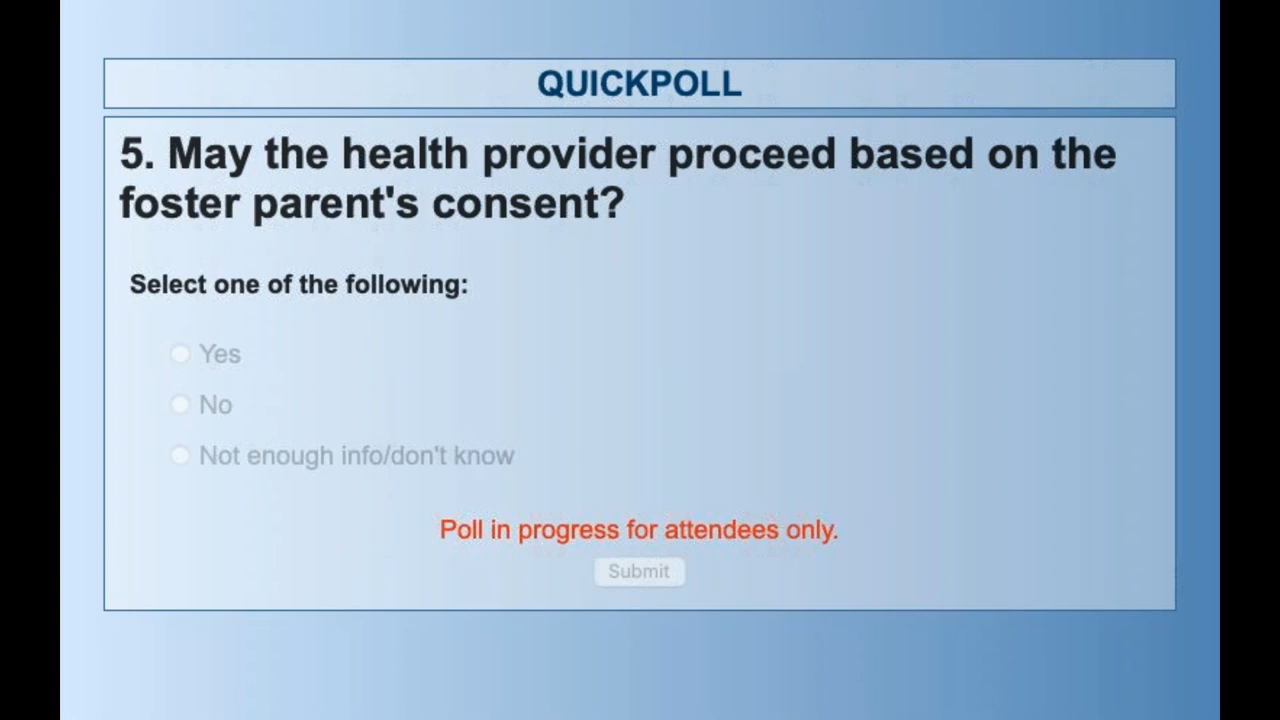 QUICKPOLL
5. May the health provider proceed based on the
foster parent's consent?
Select one of the following:
Yes
No
Not enough info/don't know
Poll in progress for attendees only.
Submit